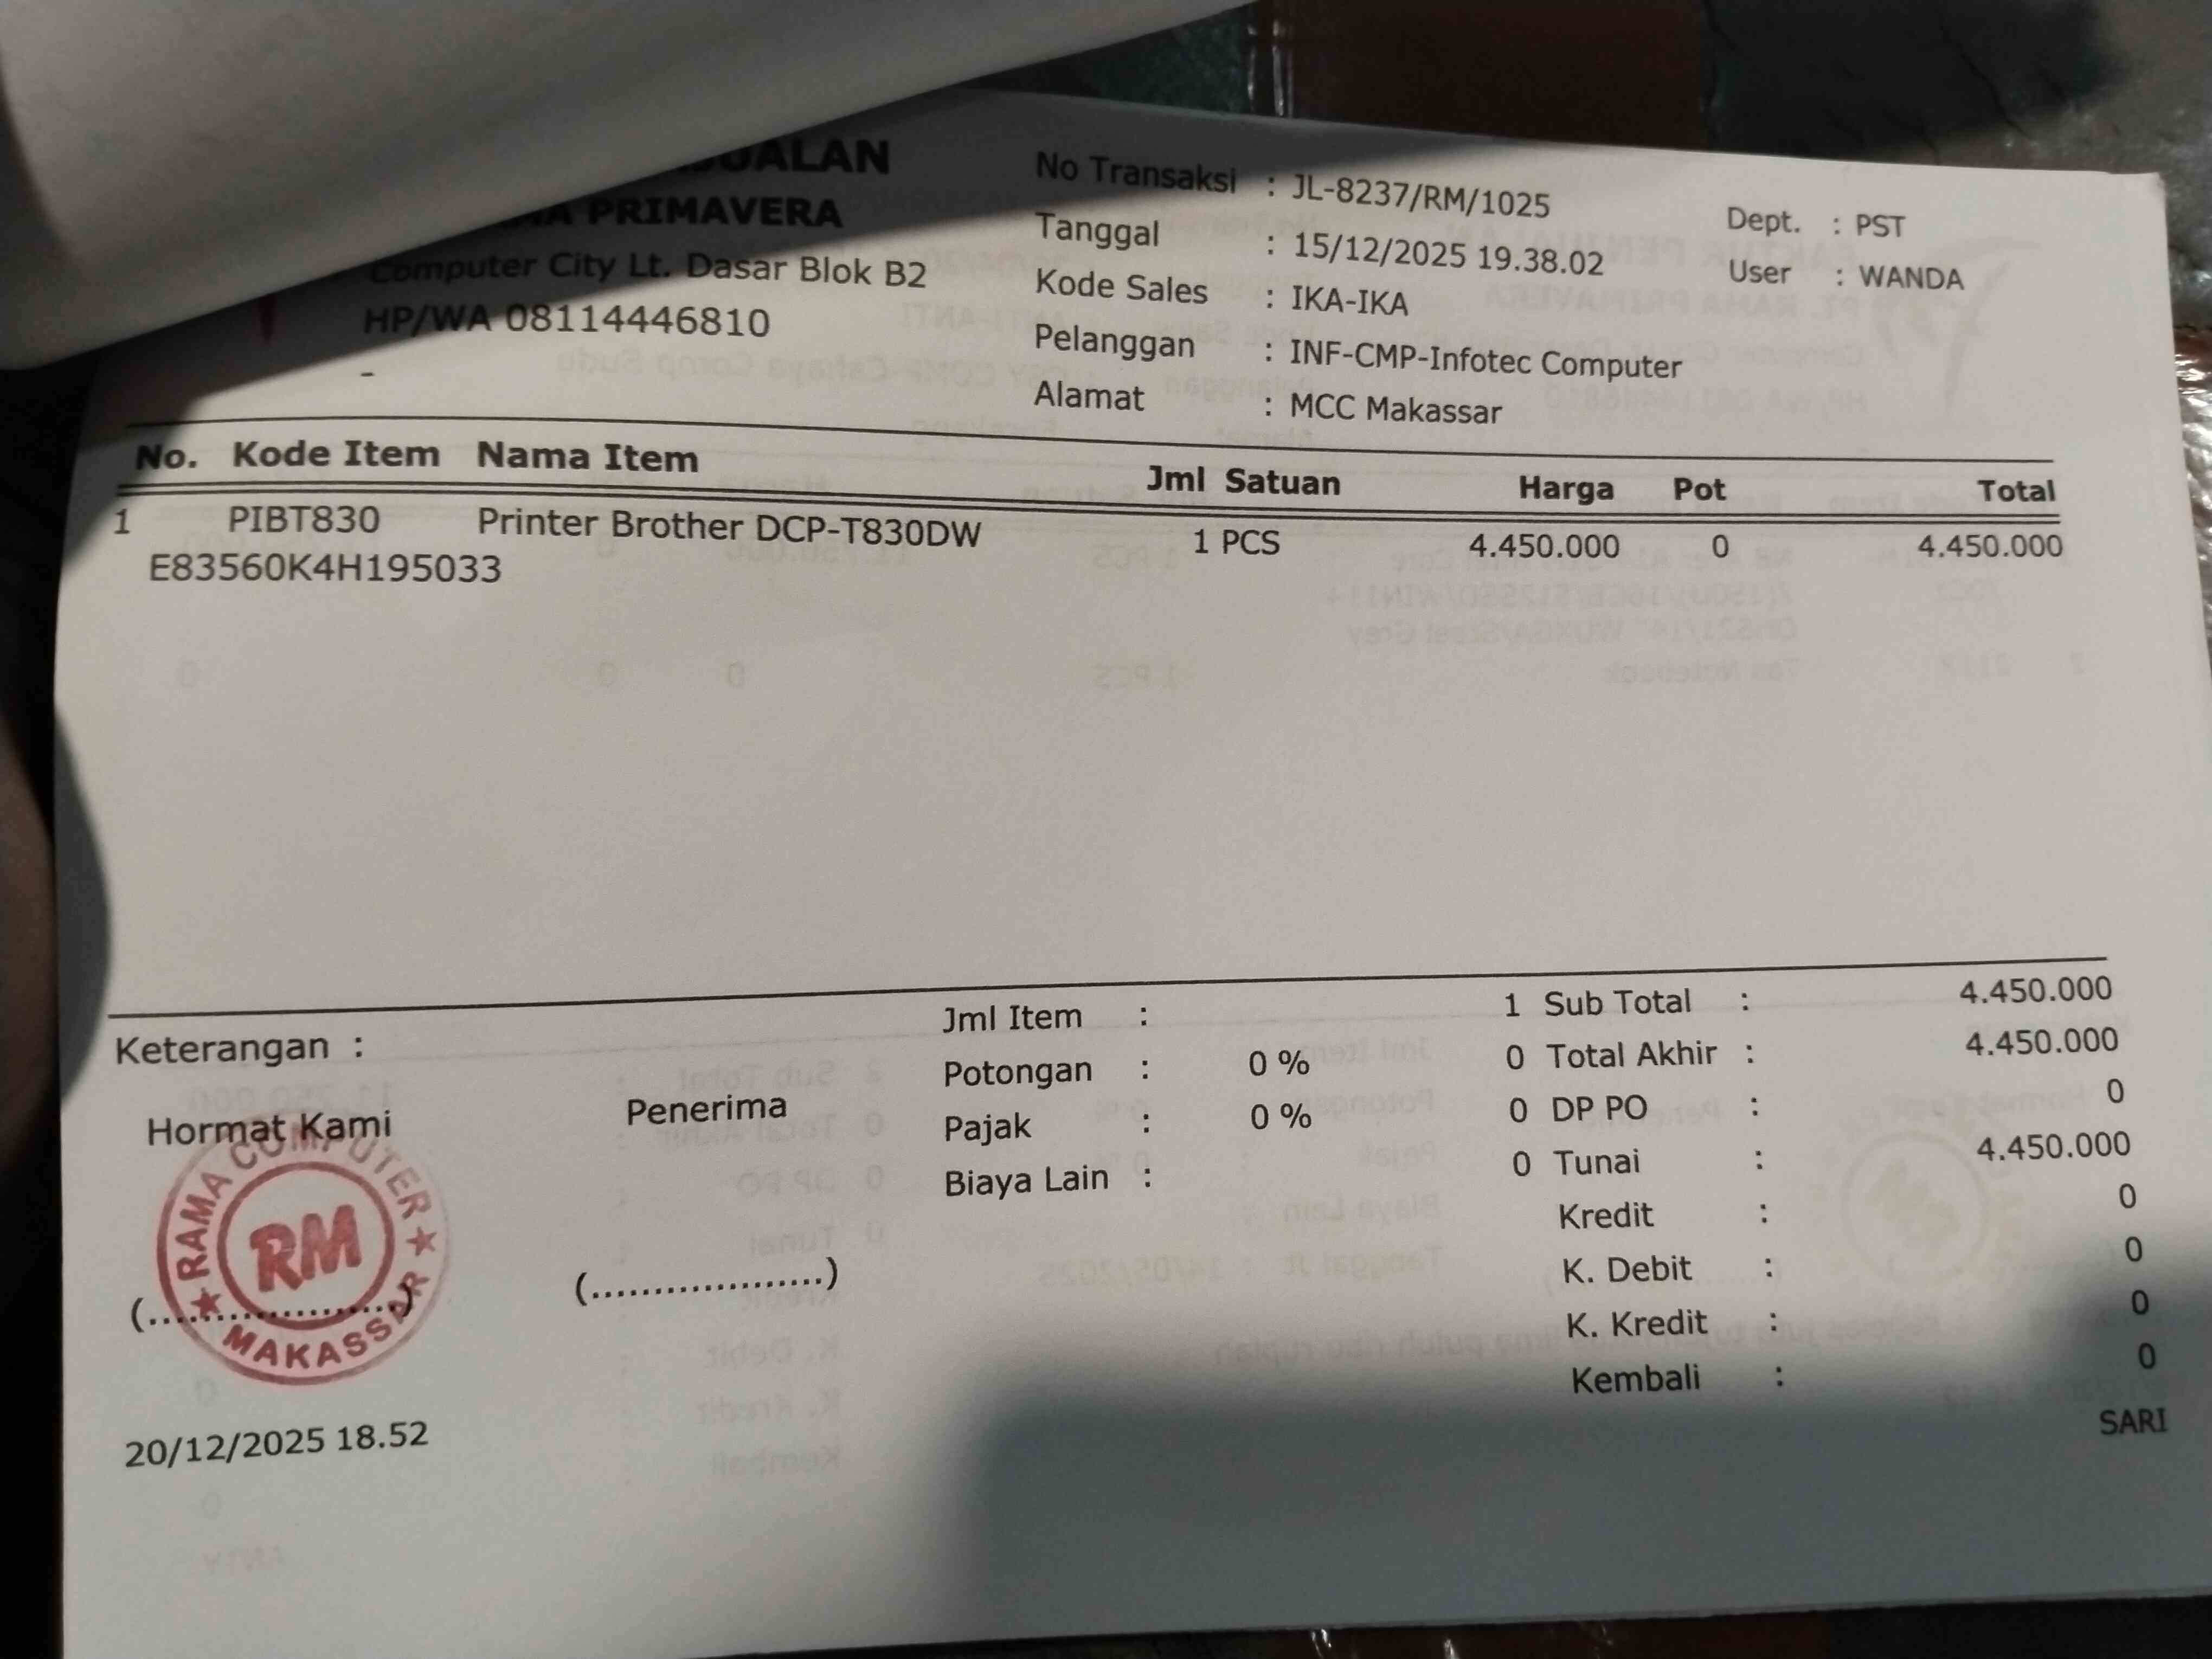 PRIMAVERA
Computer City Lt. Dasar Blok B2
HP/WA 08114446810
-
No Transaksi : JL-8237/RM/1025
Tanggal : 15/12/2025 19.38.02
Kode Sales : IKA-IKA
Pelanggan : INF-CMP-Infotec Computer
Alamat : MCC Makassar
Dept. : PST
User : WANDA
No. Kode Item Nama Item Jml Satuan Harga Pot Total
1 PIBT830 Printer Brother DCP-T830DW 1 PCS 4.450.000 0 4.450.000
E83560K4H195033
Keterangan :
Hormat Kami
Penerima
RAMA COMPUTER
RM
MAKASSAR
(....................)
(....................)
20/12/2025 18.52
Jml Item : 1
Potongan : 0 % 0
Pajak : 0 % 0
Biaya Lain : 0
Sub Total : 4.450.000
Total Akhir : 4.450.000
DP PO : 0
Tunai : 4.450.000
Kredit : 0
K. Debit : 0
K. Kredit : 0
Kembali : 0
SARI